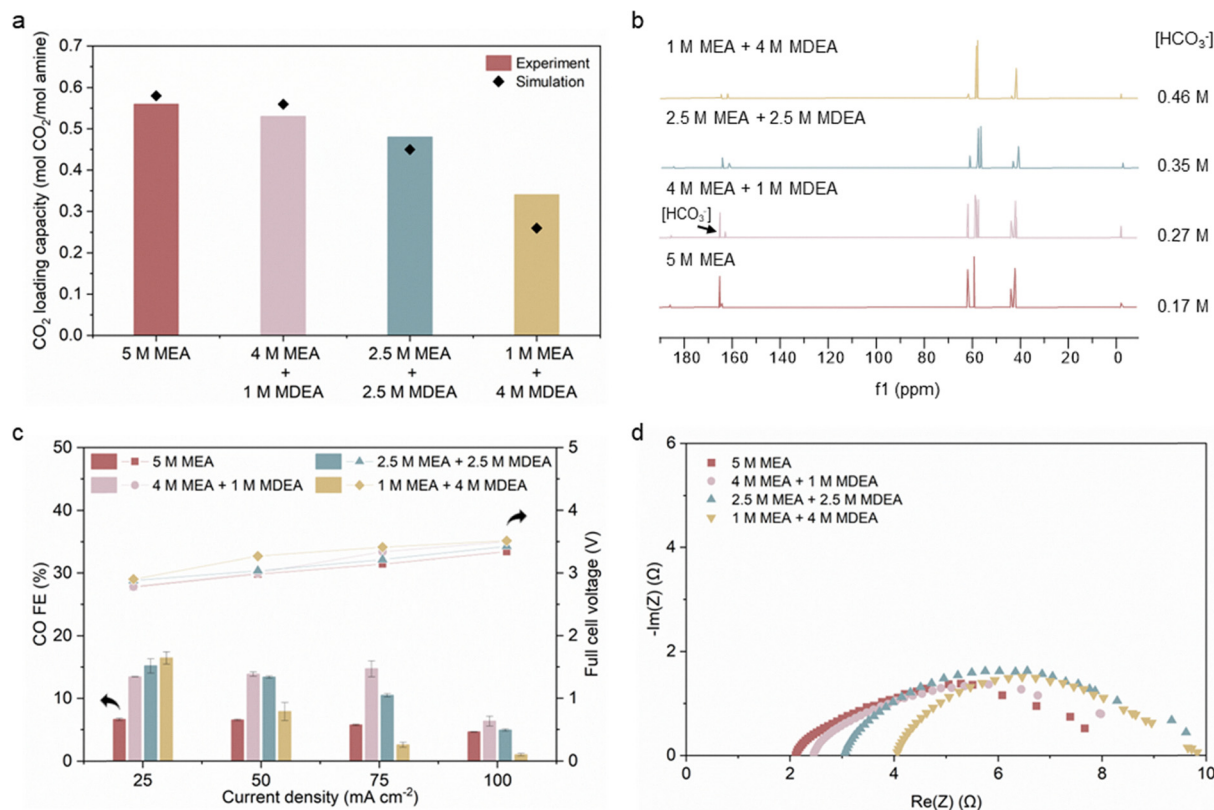 a
CO₂ loading capacity (mol CO₂/mol amine)
0.7
0.6
0.5
0.4
0.3
0.2
0.1
0.0
Experiment
Simulation
5 M MEA
4 M MEA
+
1 M MDEA
2.5 M MEA
+
2.5 M MDEA
1 M MEA
+
4 M MDEA
b
[HCO₃⁻]
1 M MEA + 4 M MDEA
0.46 M
2.5 M MEA + 2.5 M MDEA
0.35 M
4 M MEA + 1 M MDEA
[HCO₃⁻]
0.27 M
5 M MEA
0.17 M
180 160 140 120 100 80 60 40 20 0
f1 (ppm)
c
CO FE (%)
50
40
30
20
10
0
5 M MEA
2.5 M MEA + 2.5 M MDEA
4 M MEA + 1 M MDEA
1 M MEA + 4 M MDEA
5
4
3
2
1
0
Full cell voltage (V)
25 50 75 100
Current density (mA cm⁻²)
d
-Im(Z) (Ω)
6
4
2
0
5 M MEA
4 M MEA + 1 M MDEA
2.5 M MEA + 2.5 M MDEA
1 M MEA + 4 M MDEA
0 2 4 6 8 10
Re(Z) (Ω)